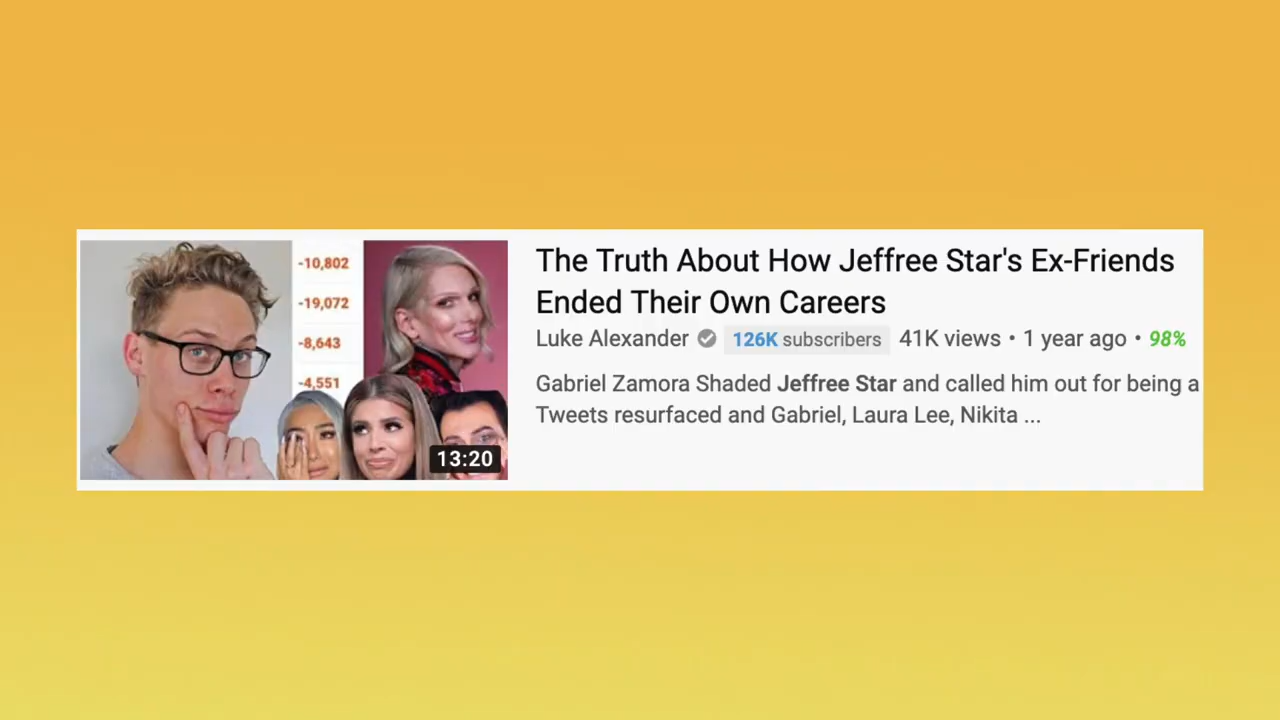 -10,802
-19,072
-8,643
-4,551
13:20
The Truth About How Jeffree Star's Ex-Friends
Ended Their Own Careers
Luke Alexander 126K subscribers 41K views • 1 year ago • 98%
Gabriel Zamora Shaded Jeffree Star and called him out for being a
Tweets resurfaced and Gabriel, Laura Lee, Nikita ...